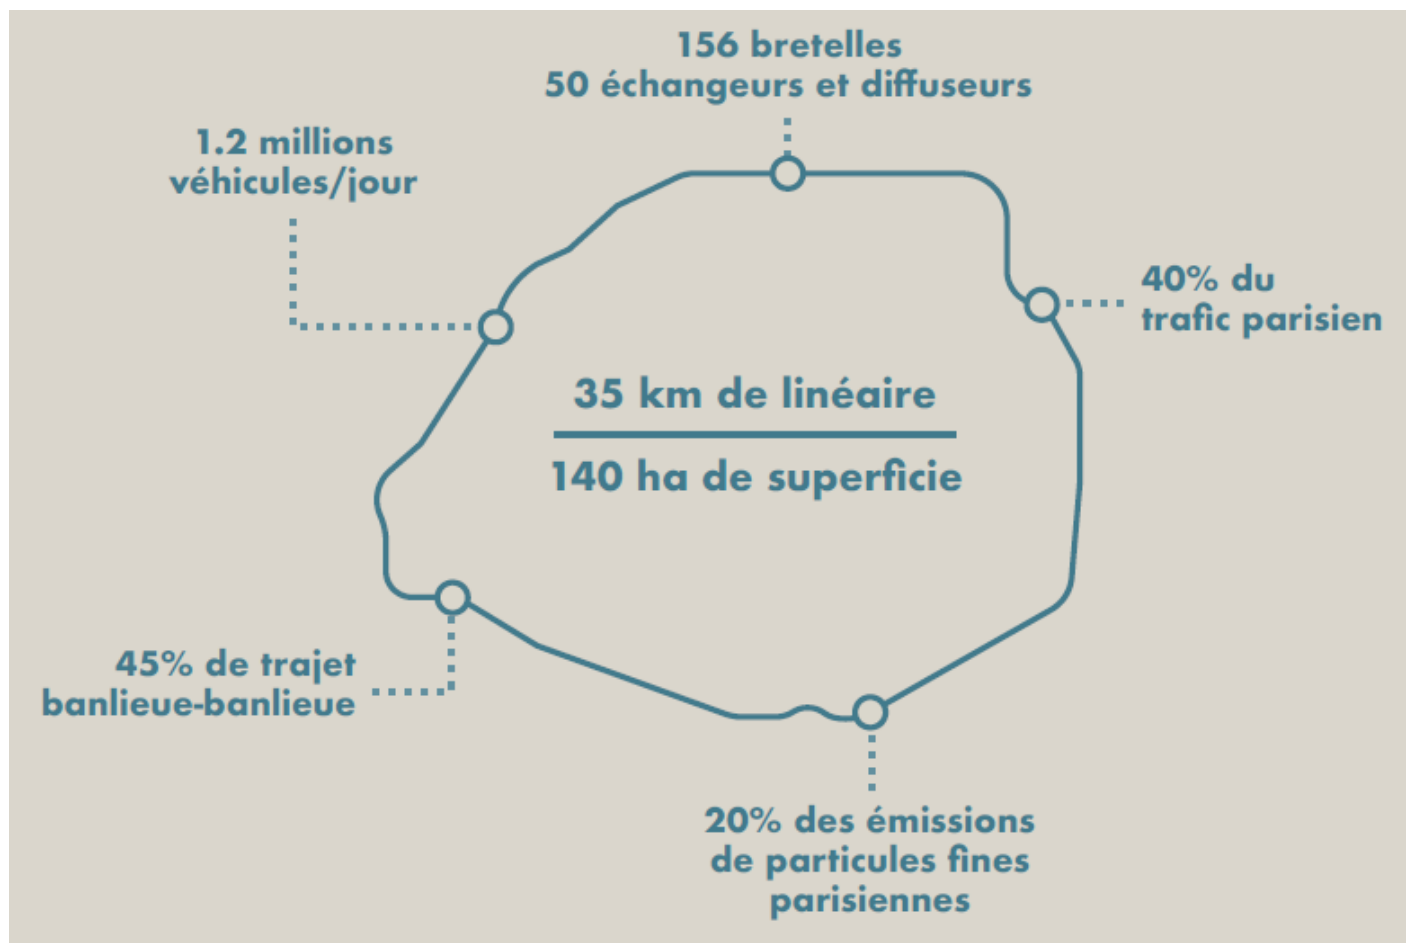 156 bretelles
50 échangeurs et diffuseurs
1.2 millions
véhicules/jour
40% du
trafic parisien
35 km de linéaire
140 ha de superficie
45% de trajet
banlieue-banlieue
20% des émissions
de particules fines
parisiennes